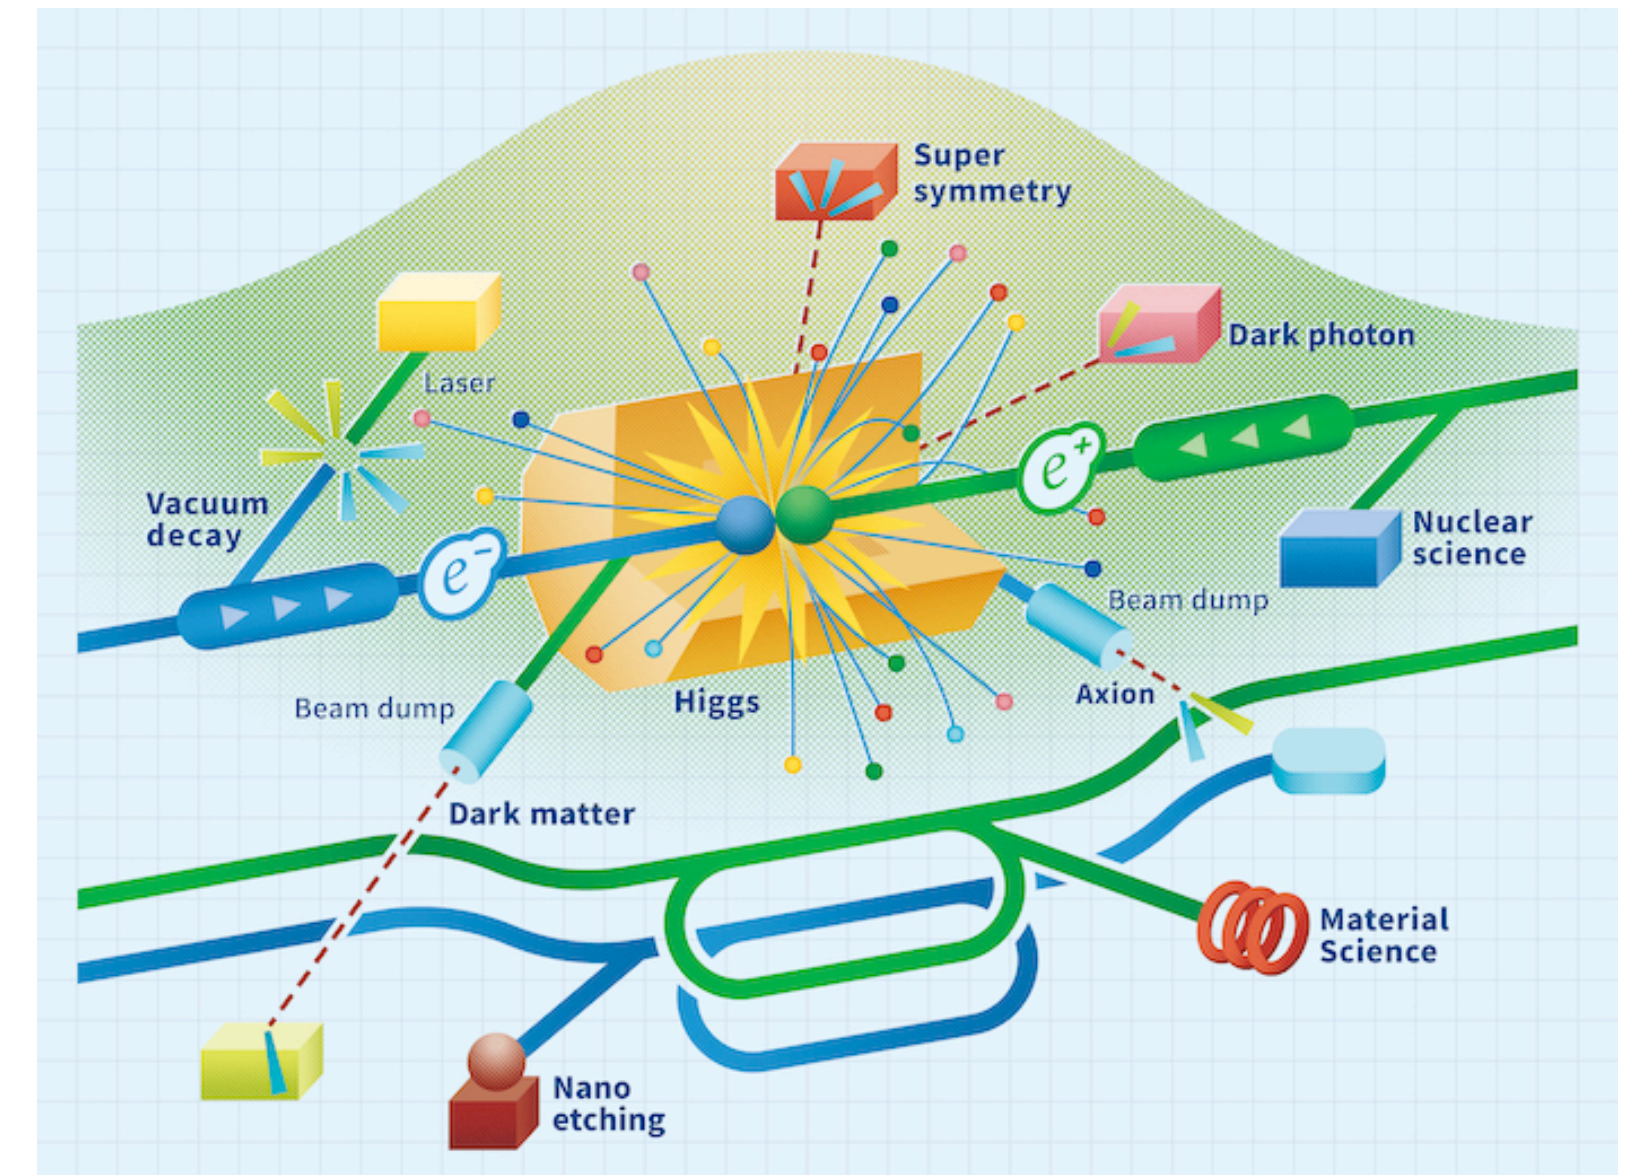 Super
symmetry
Dark photon
Laser
Vacuum
decay
e+
e-
Nuclear
science
Beam dump
Axion
Higgs
Beam dump
Dark matter
Material
Science
Nano
etching